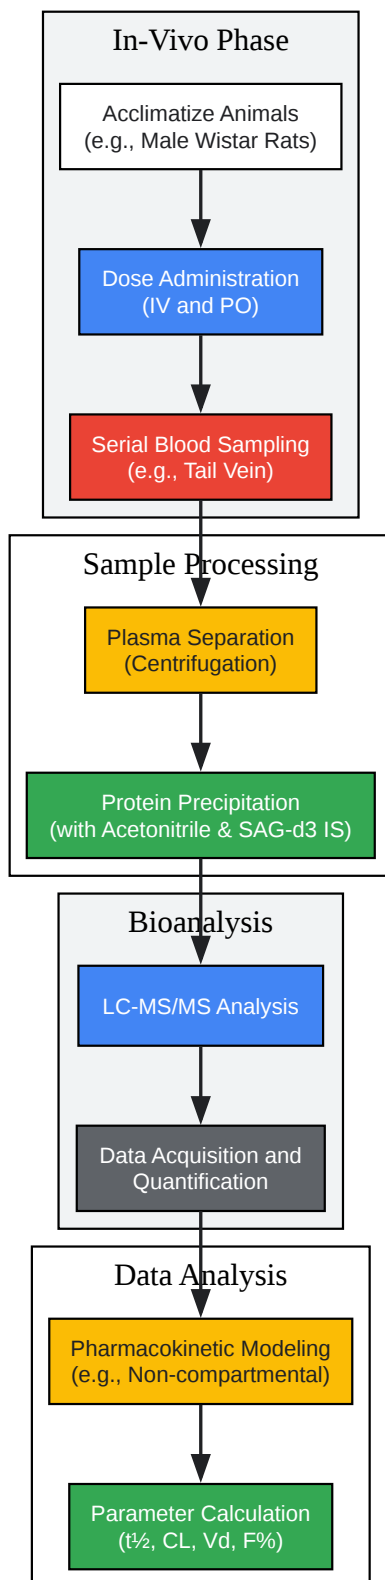 In-Vivo Phase
Acclimatize Animals
(e.g., Male Wistar Rats)
Dose Administration
(IV and PO)
Serial Blood Sampling
(e.g., Tail Vein)
Sample Processing
Plasma Separation
(Centrifugation)
Protein Precipitation
(with Acetonitrile & SAG-d3 IS)
Bioanalysis
LC-MS/MS Analysis
Data Acquisition and
Quantification
Data Analysis
Pharmacokinetic Modeling
(e.g., Non-compartmental)
Parameter Calculation
(t½, CL, Vd, F%)